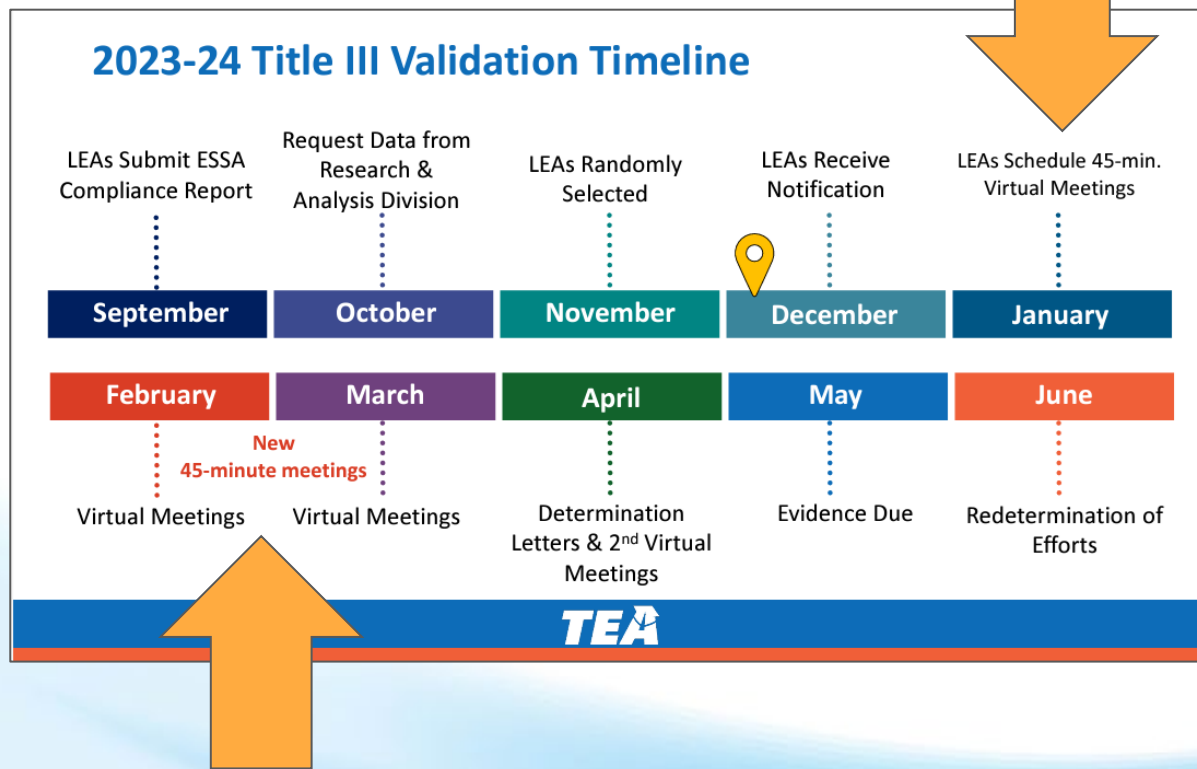 2023-24 Title III Validation Timeline
LEAs Submit ESSA
Compliance Report
Request Data from
Research &
Analysis Division
LEAs Randomly
Selected
LEAs Receive
Notification
LEAs Schedule 45-min.
Virtual Meetings
September
October
November
December
January
February
March
April
May
June
New
45-minute meetings
Virtual Meetings
Virtual Meetings
Determination
Letters & 2nd Virtual
Meetings
Evidence Due
Redetermination of
Efforts
TEA